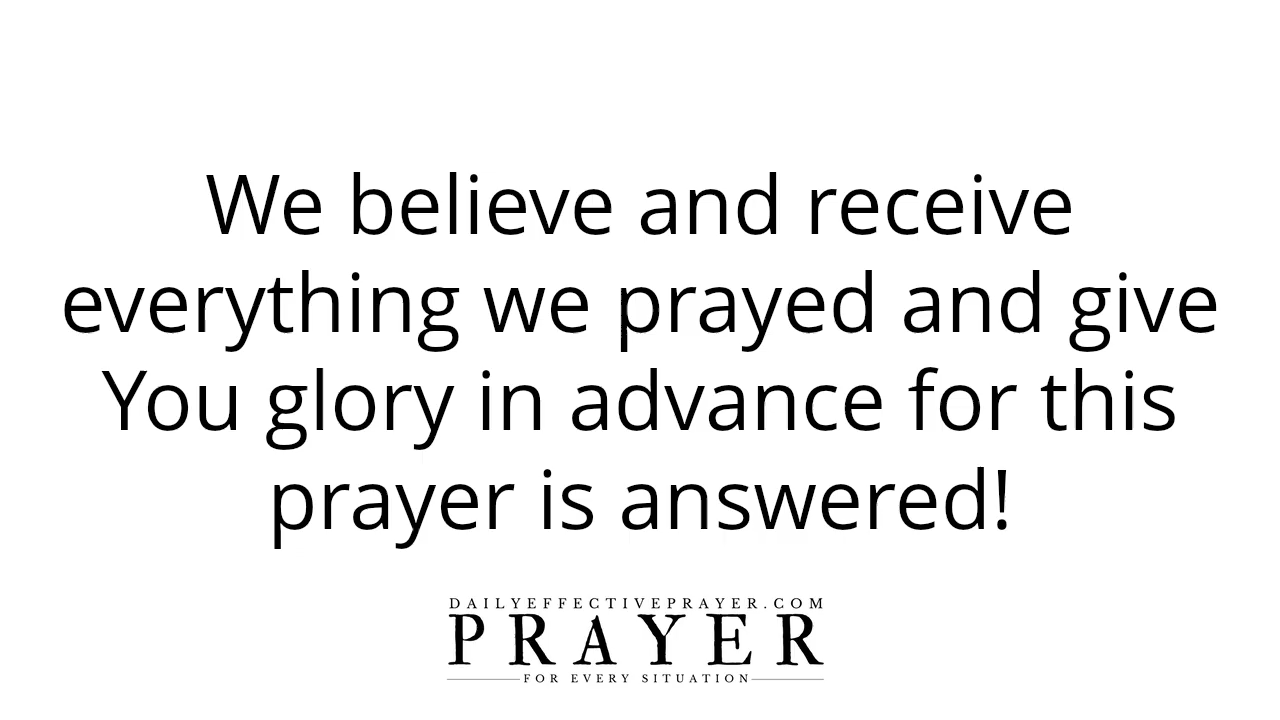 We believe and receive
everything we prayed and give
You glory in advance for this
prayer is answered!
DAILYEFFECTIVEPRAYER.COM
PRAYER
FOR EVERY SITUATION